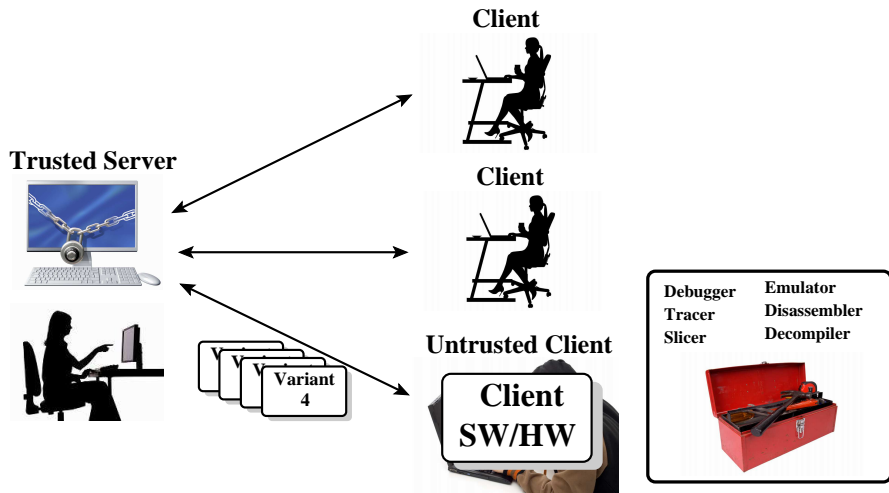 Client
Trusted Server
Client
Debugger
Tracer
Slicer
Emulator
Disassembler
Decompiler
Untrusted Client
Variant
4
Client
SW/HW